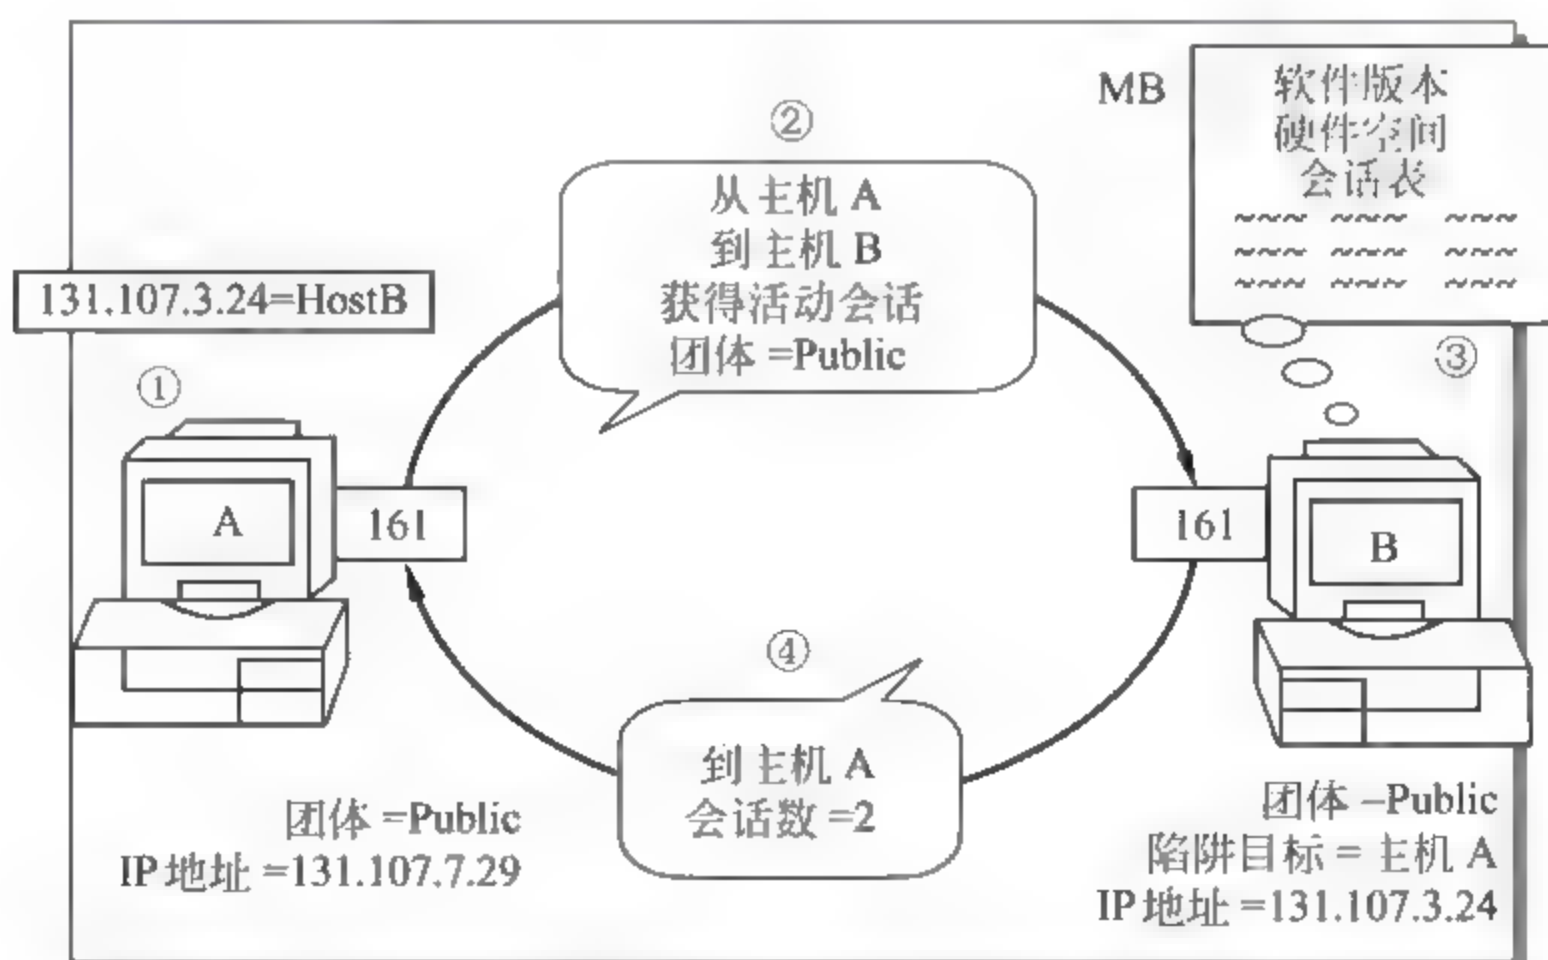 MB
软件版本
硬件空间
会话表
~~~ ~~~ ~~~
~~~ ~~~ ~~~
~~~ ~~~ ~~~
②
从主机 A
到主机 B
获得活动会话
团体 =Public
131.107.3.24=HostB
①
③
A
161
161
B
④
到主机 A
会话数 =2
团体 =Public
IP 地址 =131.107.7.29
团体 –Public
陷阱目标 = 主机 A
IP 地址 =131.107.3.24